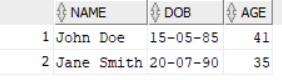 NAME DOB AGE
1 John Doe 15-05-85 41
2 Jane Smith 20-07-90 35